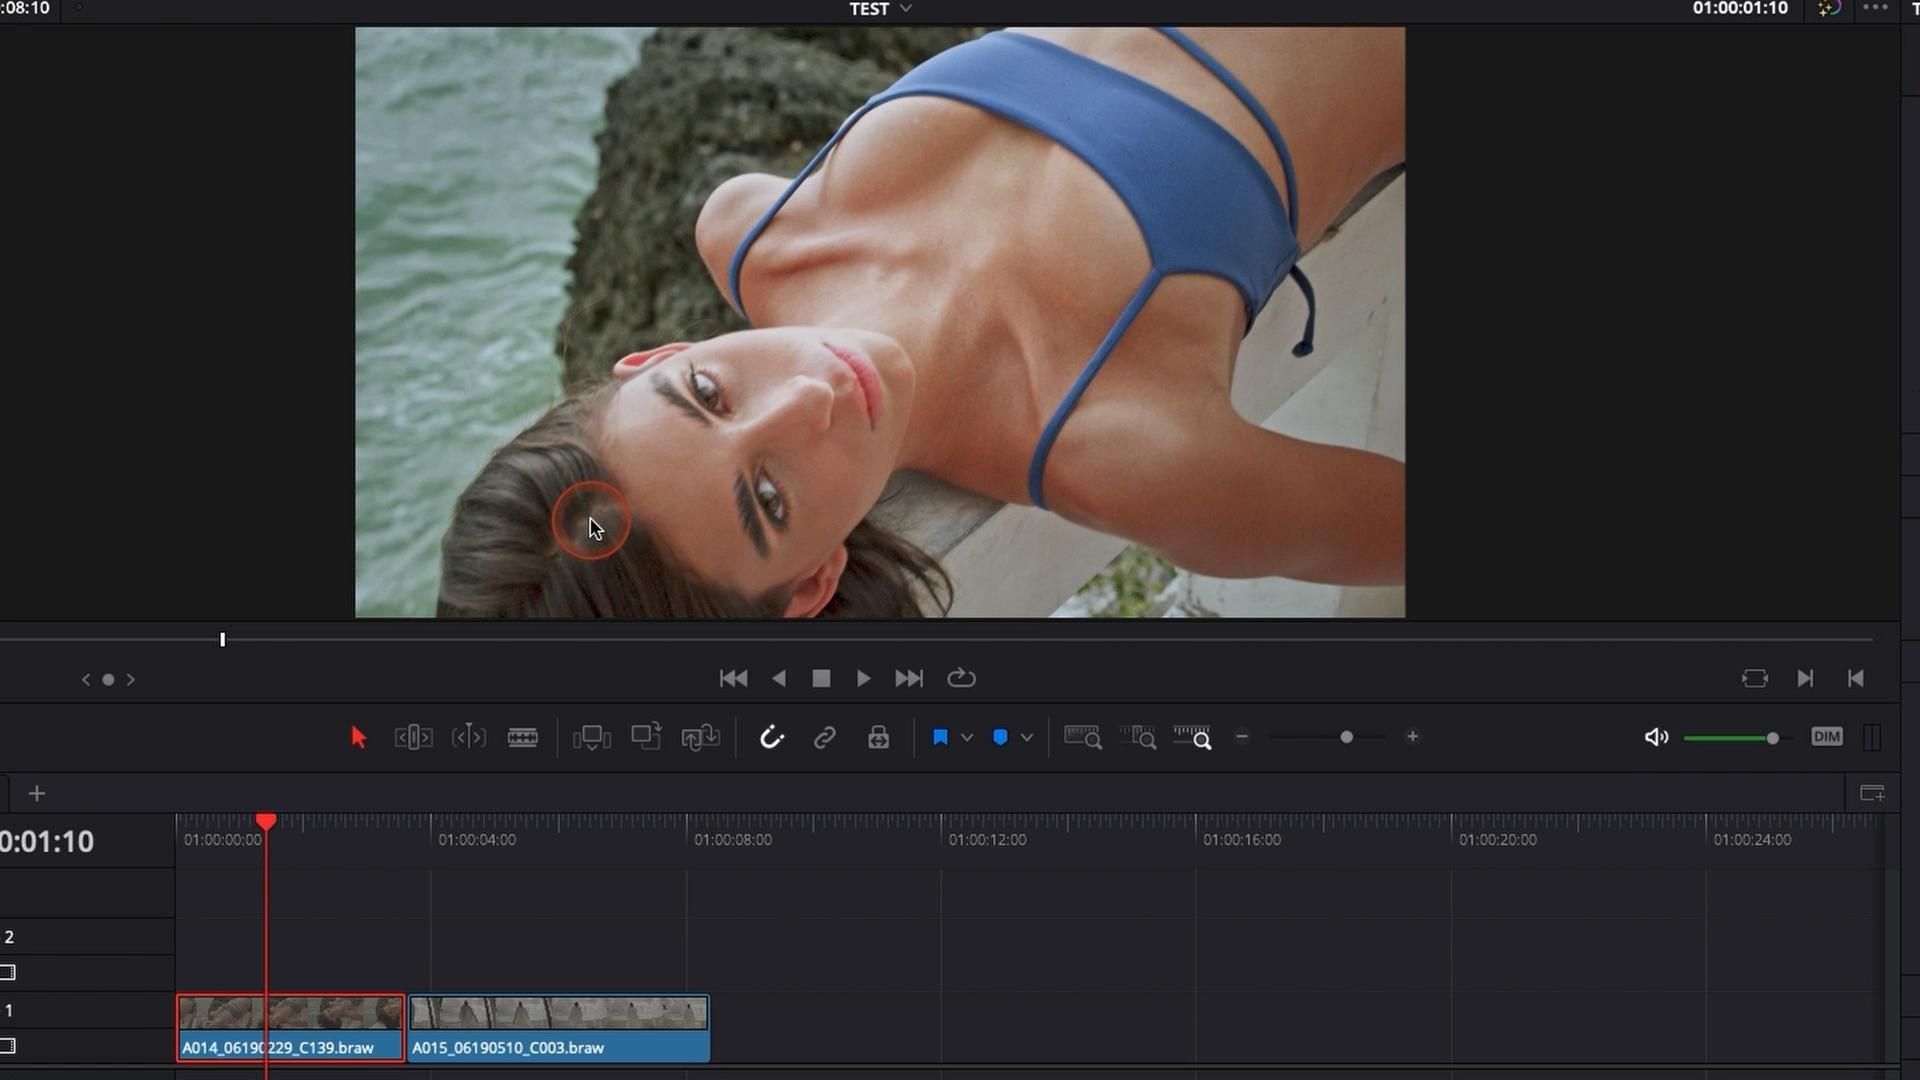 :08:10
TEST
01:00:01:10
T
DIM
0:01:10
01:00:00:00
01:00:04:00
01:00:08:00
01:00:12:00
01:00:16:00
01:00:20:00
01:00:24:00
2
1
A014_06190229_C139.braw
A015_06190510_C003.braw